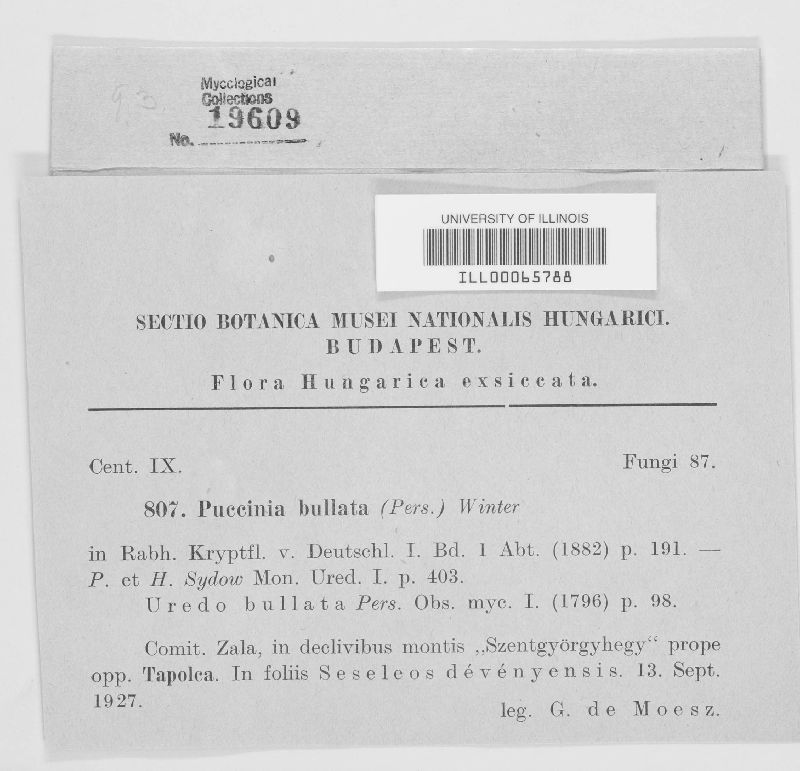 Mycological
Collections
19609
No.
UNIVERSITY OF ILLINOIS
ILL00065788
SECTIO BOTANICA MUSEI NATIONALIS HUNGARICI.
BUDAPEST.
Flora Hungarica exsiccata.
Cent. IX.
Fungi 87.
807. Puccinia bullata (Pers.) Winter
in Rabh. Kryptfl. v. Deutschl. I. Bd. 1 Abt. (1882) p. 191. —
P. et H. Sydow Mon. Ured. I. p. 403.
Uredo bullata Pers. Obs. myc. I. (1796) p. 98.
Comit. Zala, in declivibus montis „Szentgyörgyhegy“ prope
opp. Tapolca. In foliis Seseleos dévényensis. 13. Sept.
1927.
leg. G. de Moesz.